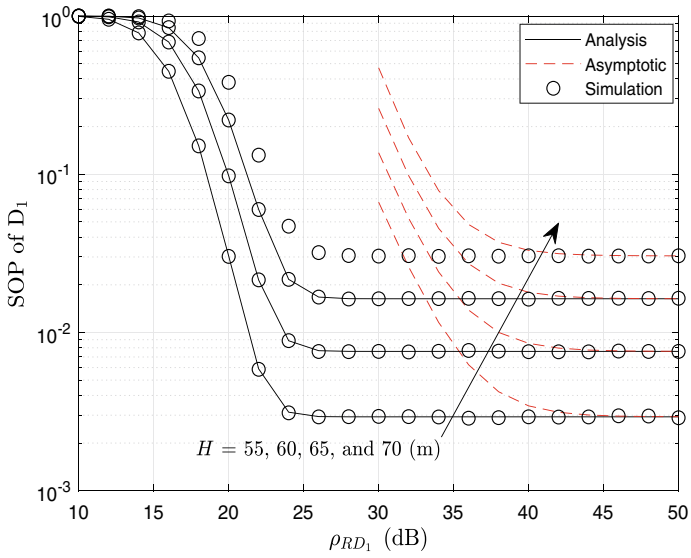 SOP of D1
10^0
10^-1
10^-2
10^-3
Analysis
Asymptotic
Simulation
H = 55, 60, 65, and 70 (m)
10 15 20 25 30 35 40 45 50
ρRD1 (dB)